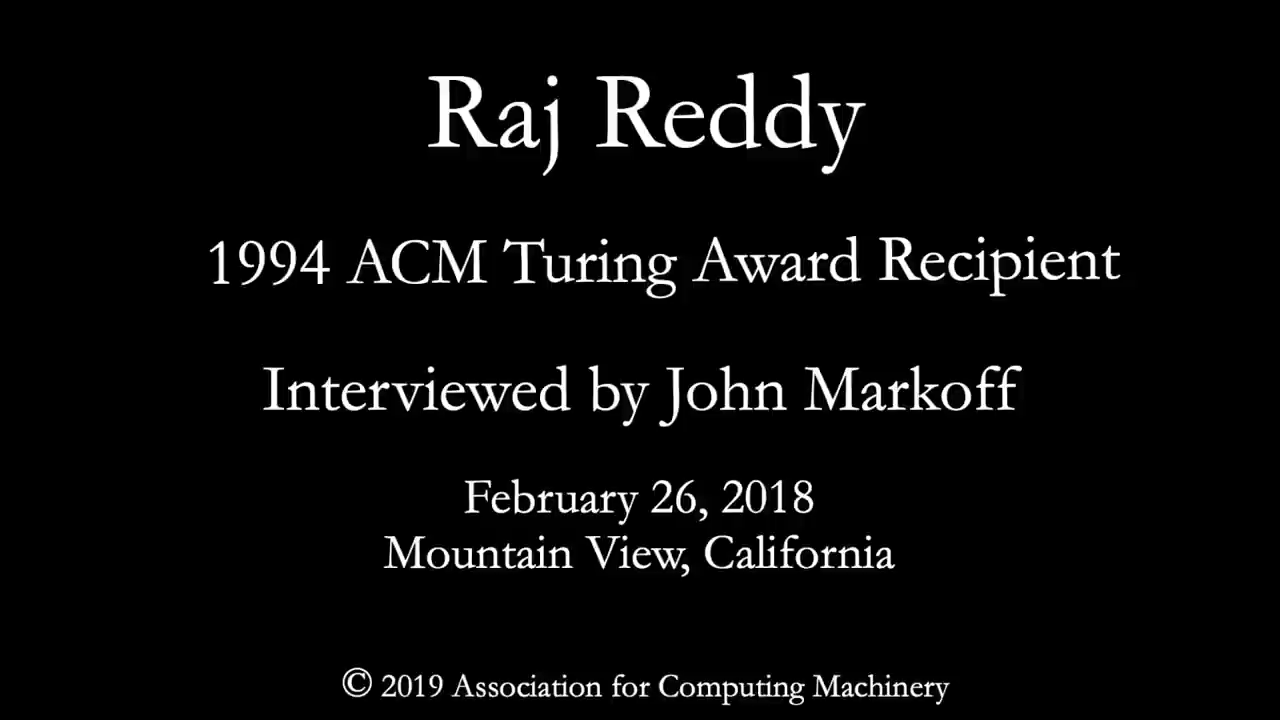 Raj Reddy
1994 ACM Turing Award Recipient
Interviewed by John Markoff
February 26, 2018
Mountain View, California
© 2019 Association for Computing Machinery